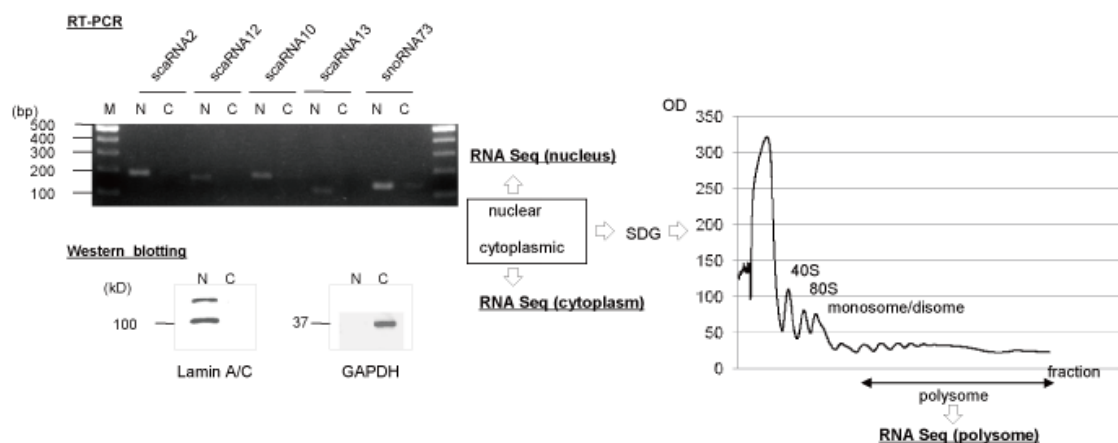 RT-PCR
scaRNA2
scaRNA12
scaRNA10
scaRNA13
snoRNA73
(bp) M N C N C N C N C N C
500
400
300
200
100
Western blotting
(kD)
N C
100
Lamin A/C
N C
37
GAPDH
RNA Seq (nucleus)
nuclear
cytoplasmic
RNA Seq (cytoplasm)
SDG
OD
350
300
250
200
150
100
50
0
40S
80S
monosome/disome
fraction
polysome
RNA Seq (polysome)